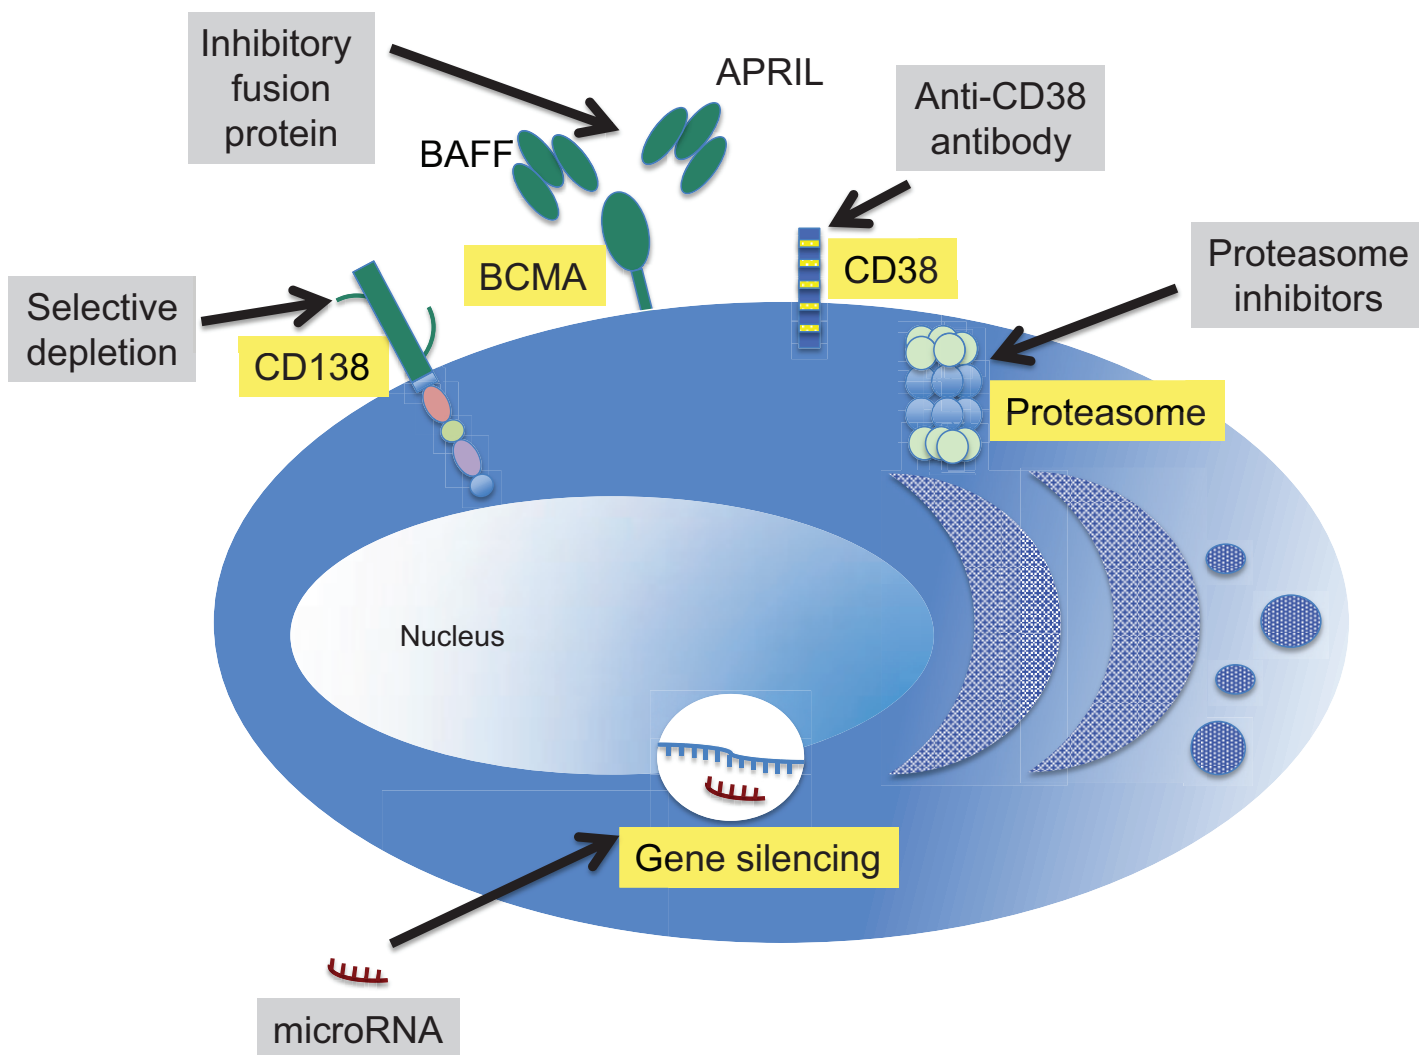 Inhibitory
fusion
protein
APRIL
BAFF
Anti-CD38
antibody
BCMA
CD38
Proteasome
inhibitors
Selective
depletion
CD138
Proteasome
Nucleus
Gene silencing
microRNA